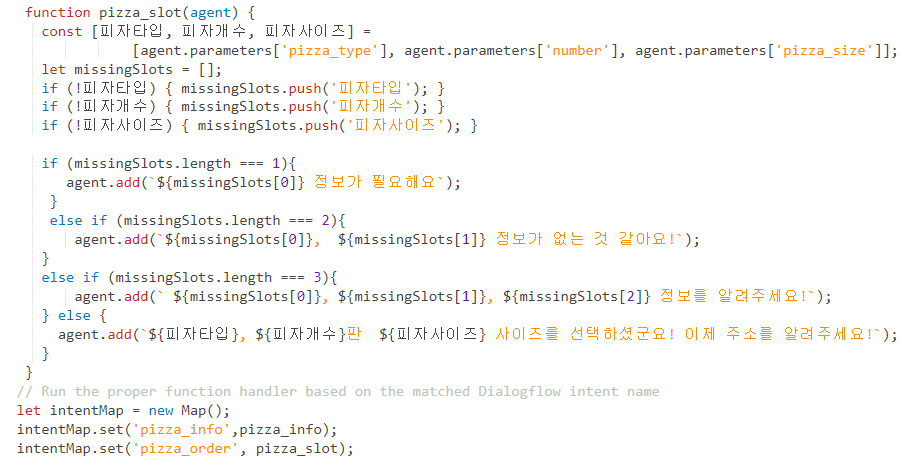 function pizza_slot(agent) {
const [피자타입, 피자개수, 피자사이즈] =
[agent.parameters['pizza_type'], agent.parameters['number'], agent.parameters['pizza_size']];
let missingSlots = [];
if (!피자타입) { missingSlots.push('피자타입'); }
if (!피자개수) { missingSlots.push('피자개수'); }
if (!피자사이즈) { missingSlots.push('피자사이즈'); }
if (missingSlots.length === 1){
agent.add(`${missingSlots[0]} 정보가 필요해요`);
}
else if (missingSlots.length === 2){
agent.add(`${missingSlots[0]},  ${missingSlots[1]} 정보가 없는 것 같아요!`);
}
else if (missingSlots.length === 3){
agent.add(` ${missingSlots[0]}, ${missingSlots[1]}, ${missingSlots[2]} 정보를 알려주세요!`);
} else {
agent.add(`${피자타입}, ${피자개수}판  ${피자사이즈} 사이즈를 선택하셨군요! 이제 주소를 알려주세요!`);
}
}
// Run the proper function handler based on the matched Dialogflow intent name
let intentMap = new Map();
intentMap.set('pizza_info',pizza_info);
intentMap.set('pizza_order', pizza_slot);